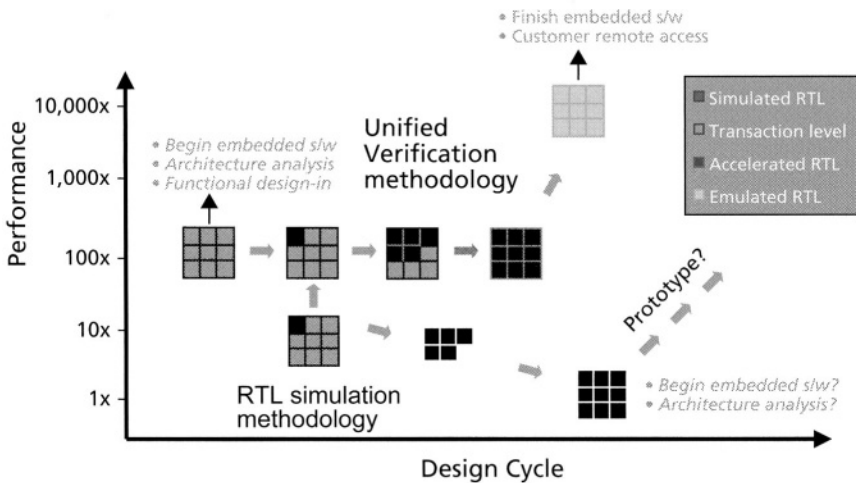 • Finish embedded s/w
• Customer remote access
10,000x
1,000x
100x
10x
1x
Performance
• Begin embedded s/w
• Architecture analysis
• Functional design-in
Unified
Verification
methodology
Simulated RTL
Transaction level
Accelerated RTL
Emulated RTL
Prototype?
RTL simulation
methodology
• Begin embedded s/w?
• Architecture analysis?
Design Cycle